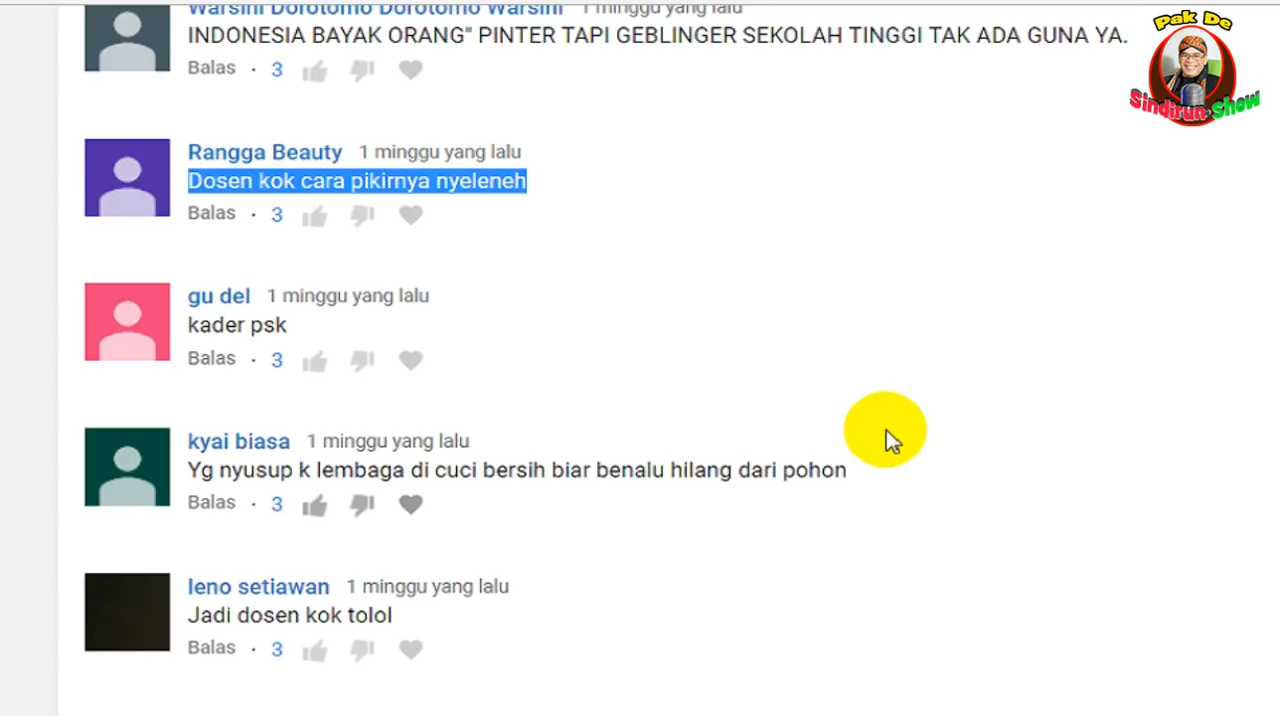 Warsini Dorotomo Dorotomo Warsini 1 minggu yang lalu
INDONESIA BAYAK ORANG" PINTER TAPI GEBLINGER SEKOLAH TINGGI TAK ADA GUNA YA.
Balas · 3
Rangga Beauty 1 minggu yang lalu
Dosen kok cara pikirnya nyeleneh
Balas · 3
gu del 1 minggu yang lalu
kader psk
Balas · 3
kyai biasa 1 minggu yang lalu
Yg nyusup k lembaga di cuci bersih biar benalu hilang dari pohon
Balas · 3
leno setiawan 1 minggu yang lalu
Jadi dosen kok tolol
Balas · 3
Pak De
Sindirun Show